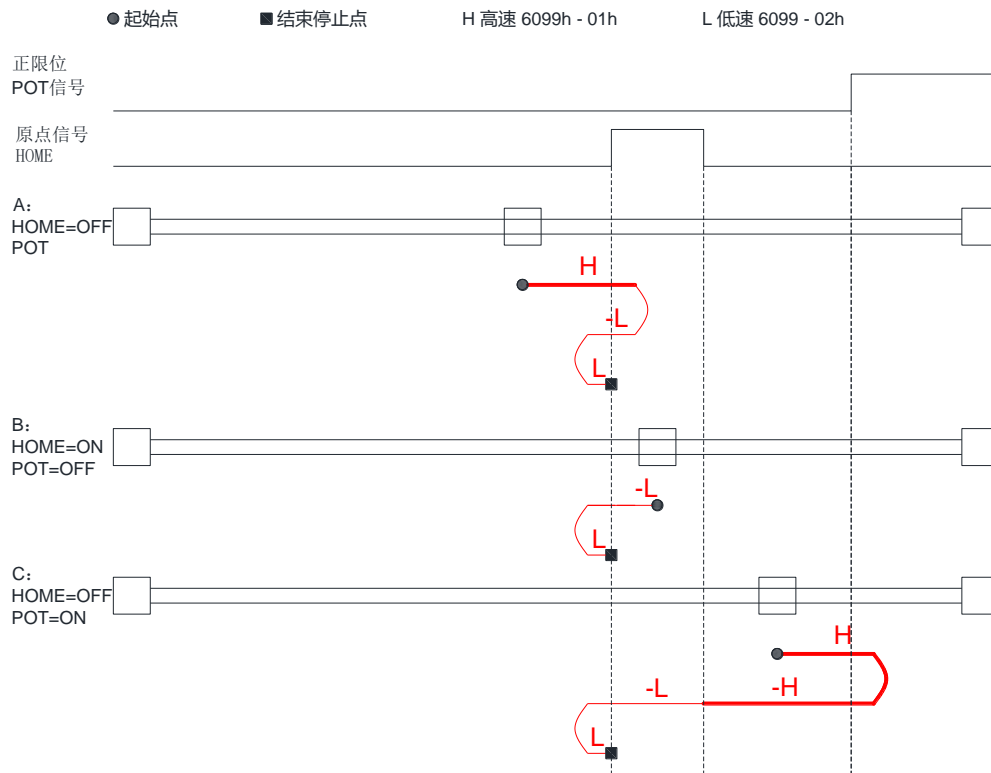 起始点 结束停止点 H 高速 6099h - 01h L 低速 6099 - 02h
正限位
POT信号
原点信号
HOME
A:
HOME=OFF
POT
H
-L
L
B:
HOME=ON
POT=OFF
-L
L
C:
HOME=OFF
POT=ON
H
-L -H
L